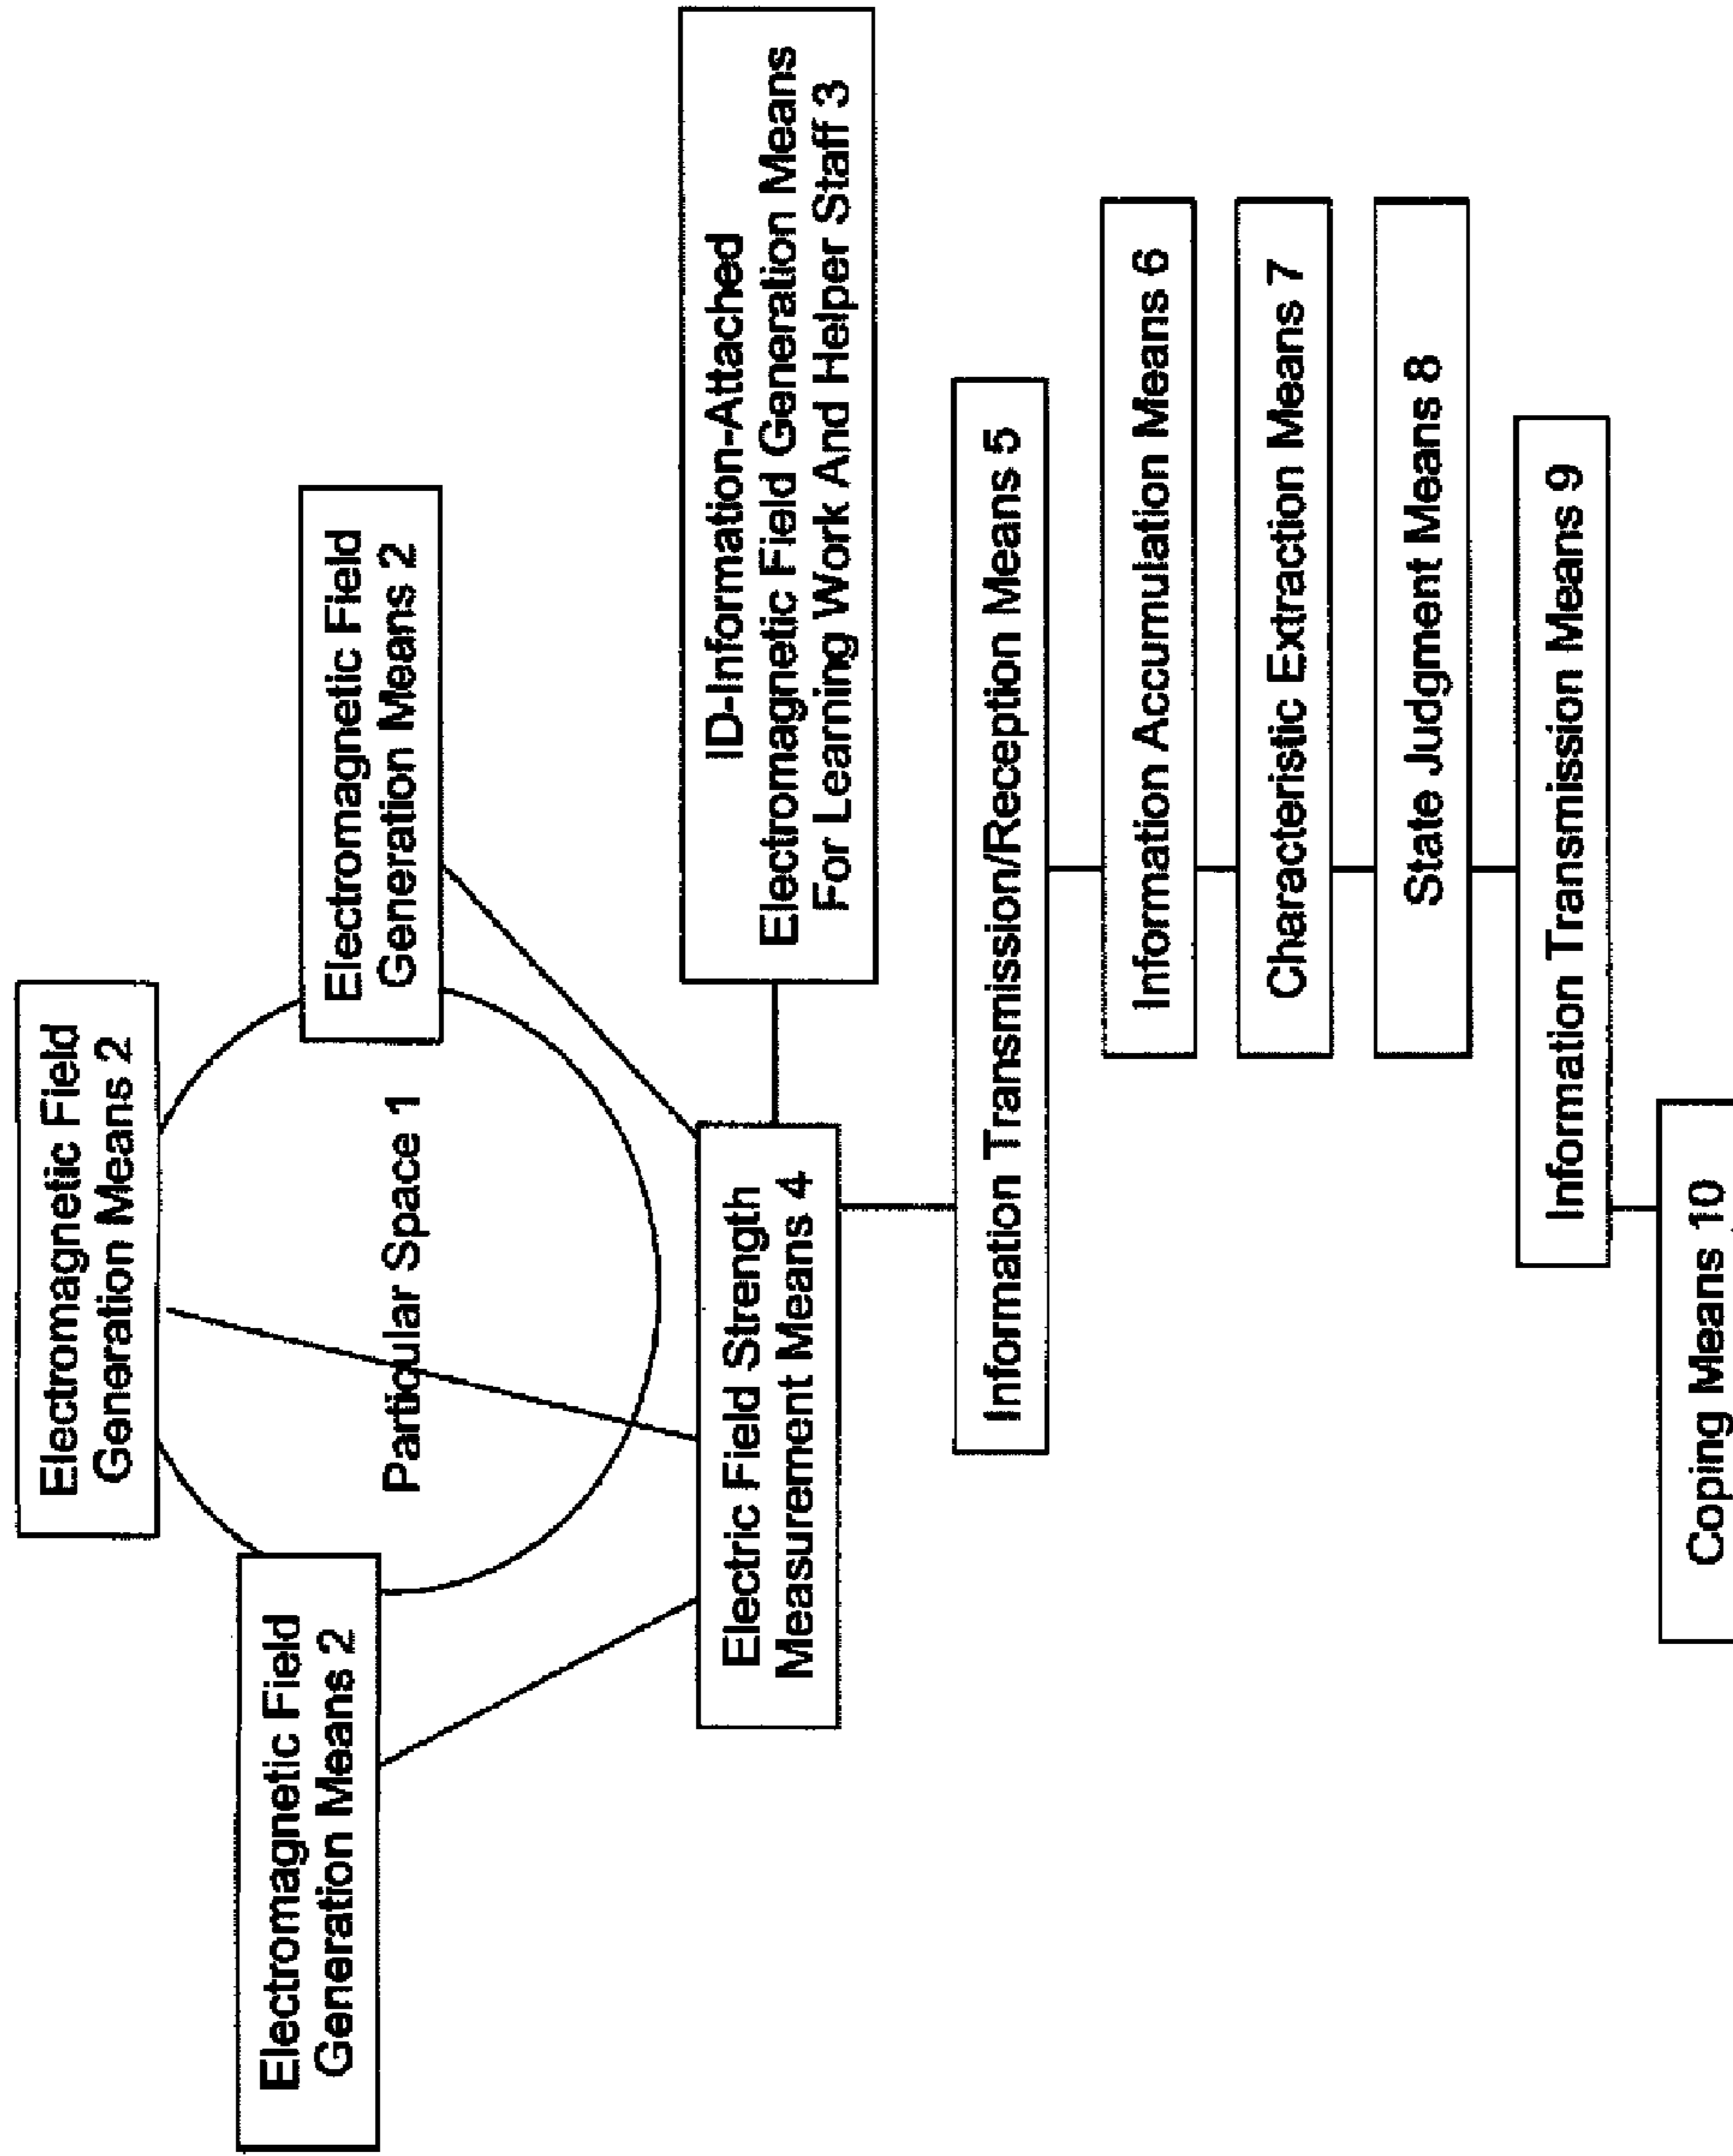 Electromagnetic Field
Generation Means 2
Electromagnetic Field
Generation Means 2
Electromagnetic Field
Generation Means 2
Particular Space 1
Electric Field Strength
Measurement Means 4
ID-Information-Attached
Electromagnetic Field Generation Means
For Learning Work And Helper Staff 3
Information Transmission/Reception Means 5
Information Accumulation Means 6
Characteristic Extraction Means 7
State Judgment Means 8
Information Transmission Means 9
Coping Means 10